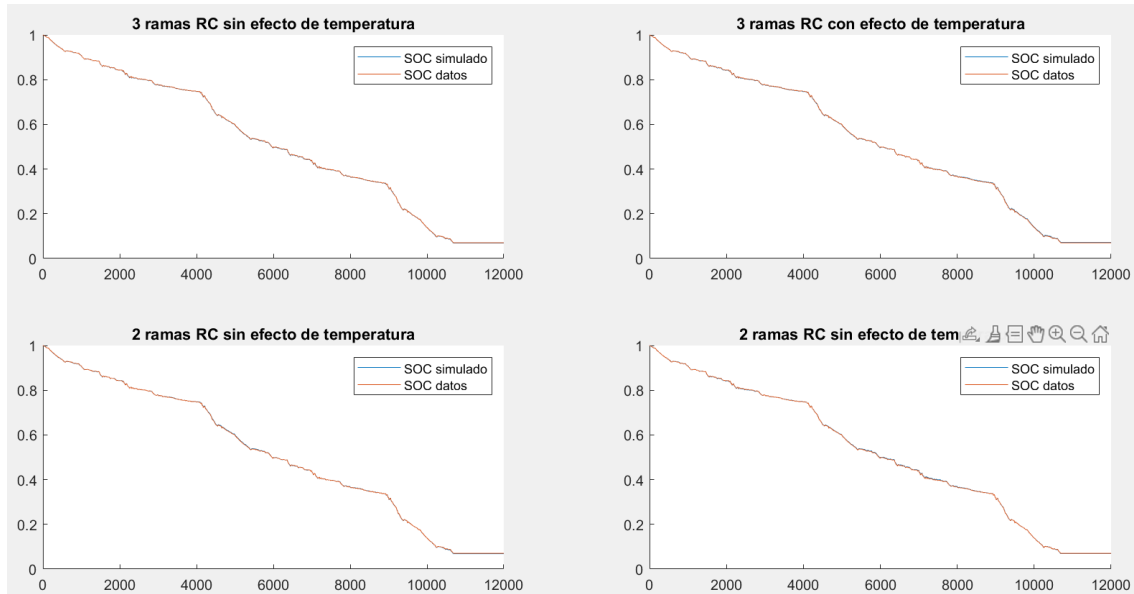 3 ramas RC sin efecto de temperatura
1
0.8
0.6
0.4
0.2
0
0 2000 4000 6000 8000 10000 12000
SOC simulado
SOC datos
3 ramas RC con efecto de temperatura
1
0.8
0.6
0.4
0.2
0
0 2000 4000 6000 8000 10000 12000
SOC simulado
SOC datos
2 ramas RC sin efecto de temperatura
1
0.8
0.6
0.4
0.2
0
0 2000 4000 6000 8000 10000 12000
SOC simulado
SOC datos
2 ramas RC sin efecto de tem
1
0.8
0.6
0.4
0.2
0
0 2000 4000 6000 8000 10000 12000
SOC simulado
SOC datos